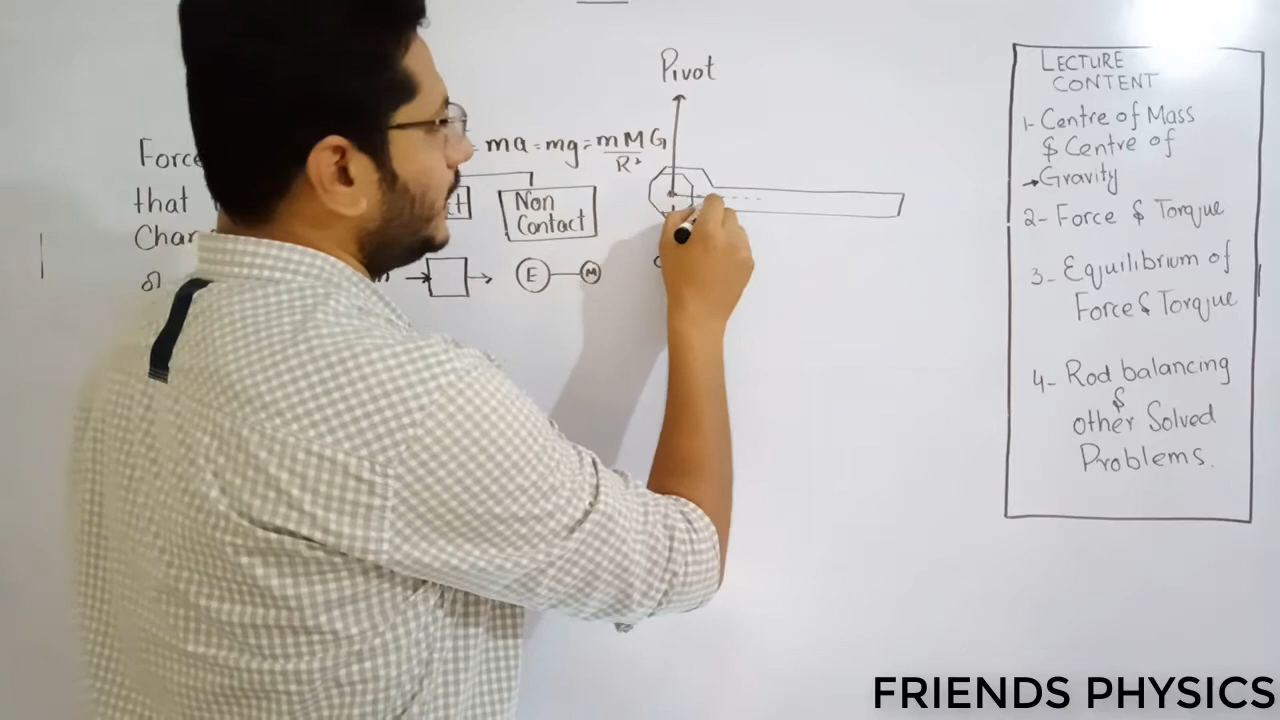 Pivot
Force
that
Char
= ma = mg = mMG
R²
Non
Contact
E M
LECTURE
CONTENT
1- Centre of Mass
$ Centre of
→ Gravity
2- Force $ Torque
3- Equilibrium of
Force $ Torque
4- Rod balancing
$
other Solved
Problems.
FRIENDS PHYSICS